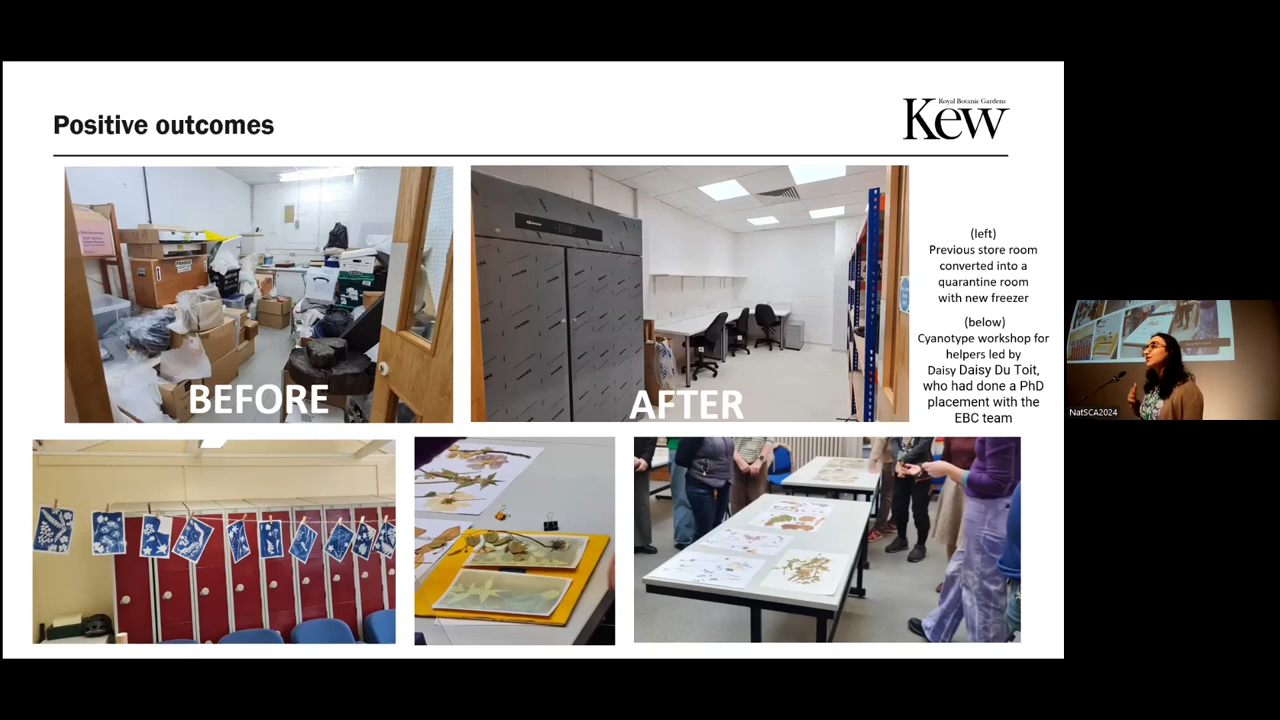 Positive outcomes
Royal Botanic Gardens
Kew
BEFORE
AFTER
(left)
Previous store room
converted into a
quarantine room
with new freezer
(below)
Cyanotype workshop for
helpers led by
Daisy Daisy Du Toit,
who had done a PhD
placement with the
EBC team
NatSCA2024